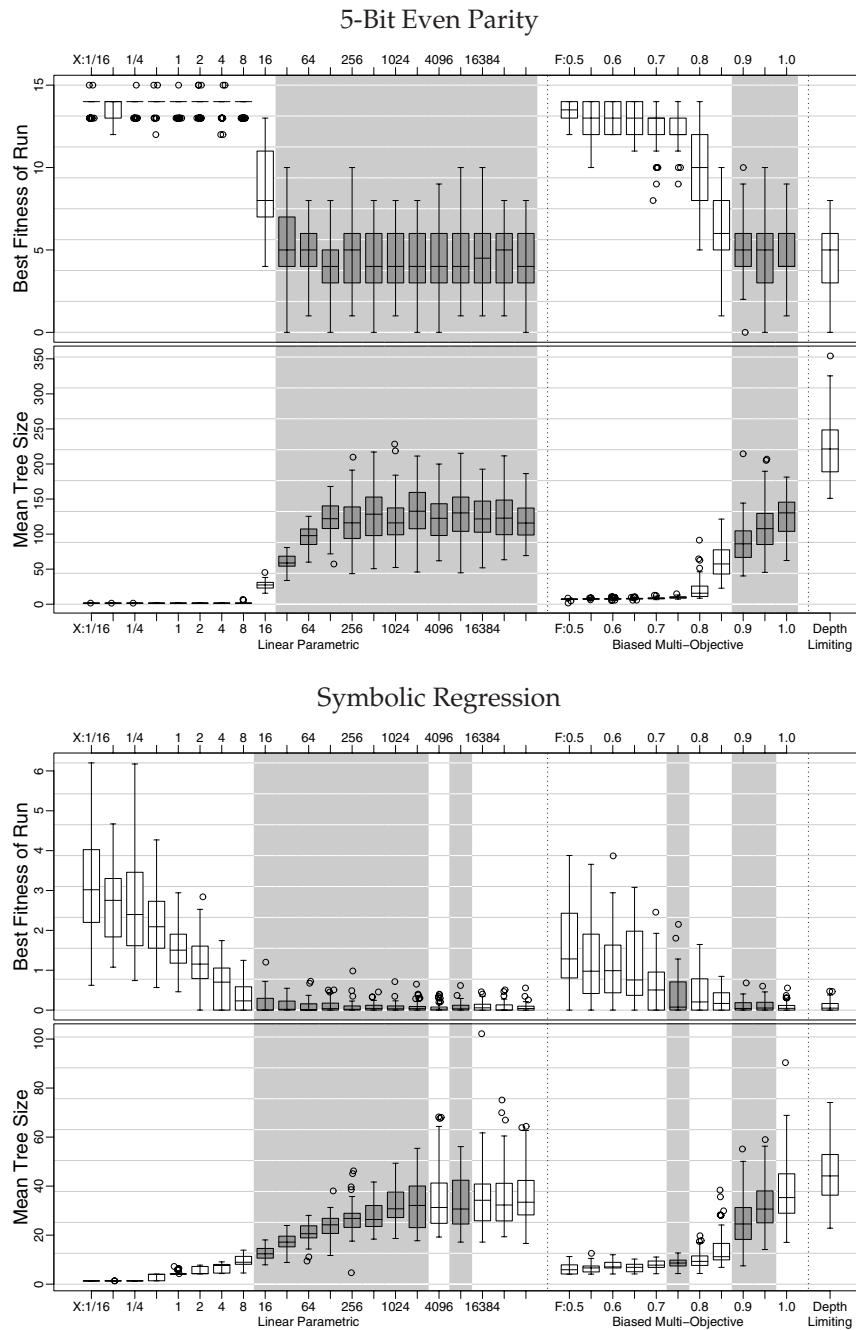 5-Bit Even Parity
X:1/16 1/4 1 2 4 8 16 64 256 1024 4096 16384 F:0.5 0.6 0.7 0.8 0.9 1.0
Best Fitness of Run
15
10
5
0
Mean Tree Size
350
300
250
200
150
100
50
0
X:1/16 1/4 1 2 4 8 16 64 256 1024 4096 16384 F:0.5 0.6 0.7 0.8 0.9 1.0 Depth
Linear Parametric Biased Multi−Objective Limiting
Symbolic Regression
X:1/16 1/4 1 2 4 8 16 64 256 1024 4096 16384 F:0.5 0.6 0.7 0.8 0.9 1.0
Best Fitness of Run
6
5
4
3
2
1
0
Mean Tree Size
100
80
60
40
20
0
X:1/16 1/4 1 2 4 8 16 64 256 1024 4096 16384 F:0.5 0.6 0.7 0.8 0.9 1.0 Depth
Linear Parametric Biased Multi−Objective Limiting